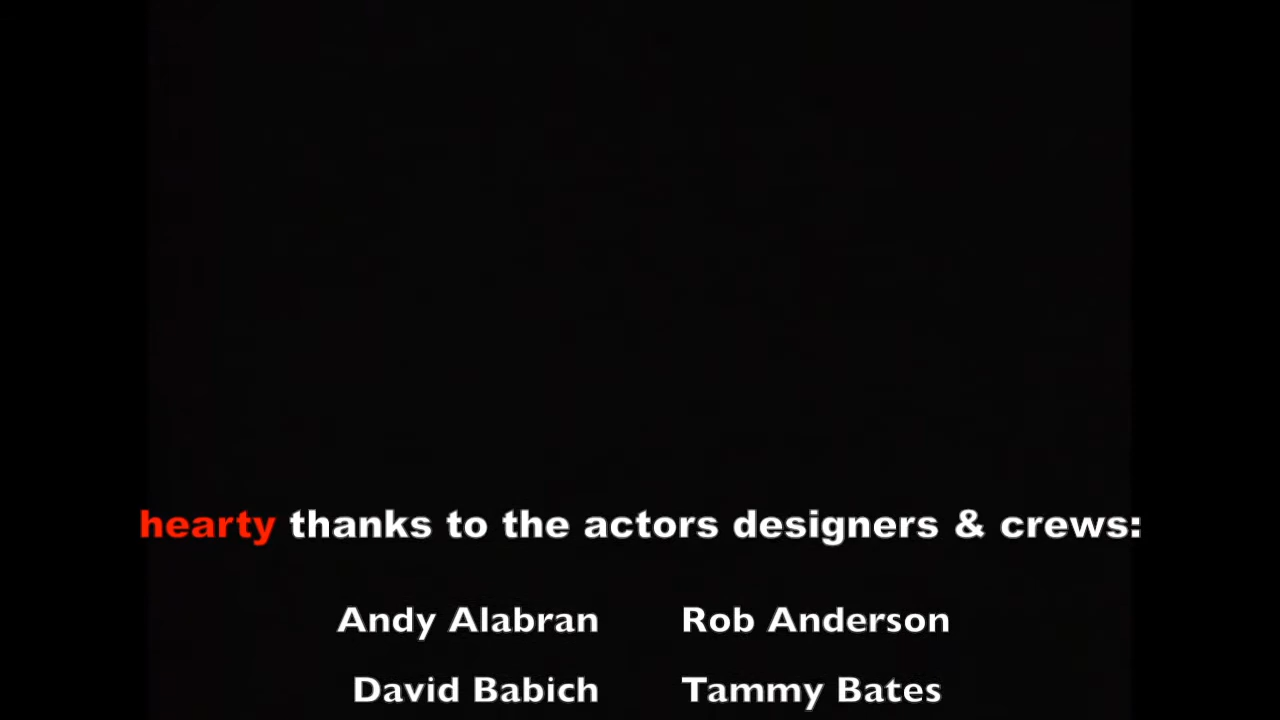 hearty thanks to the actors designers & crews:
Andy Alabran Rob Anderson
David Babich Tammy Bates